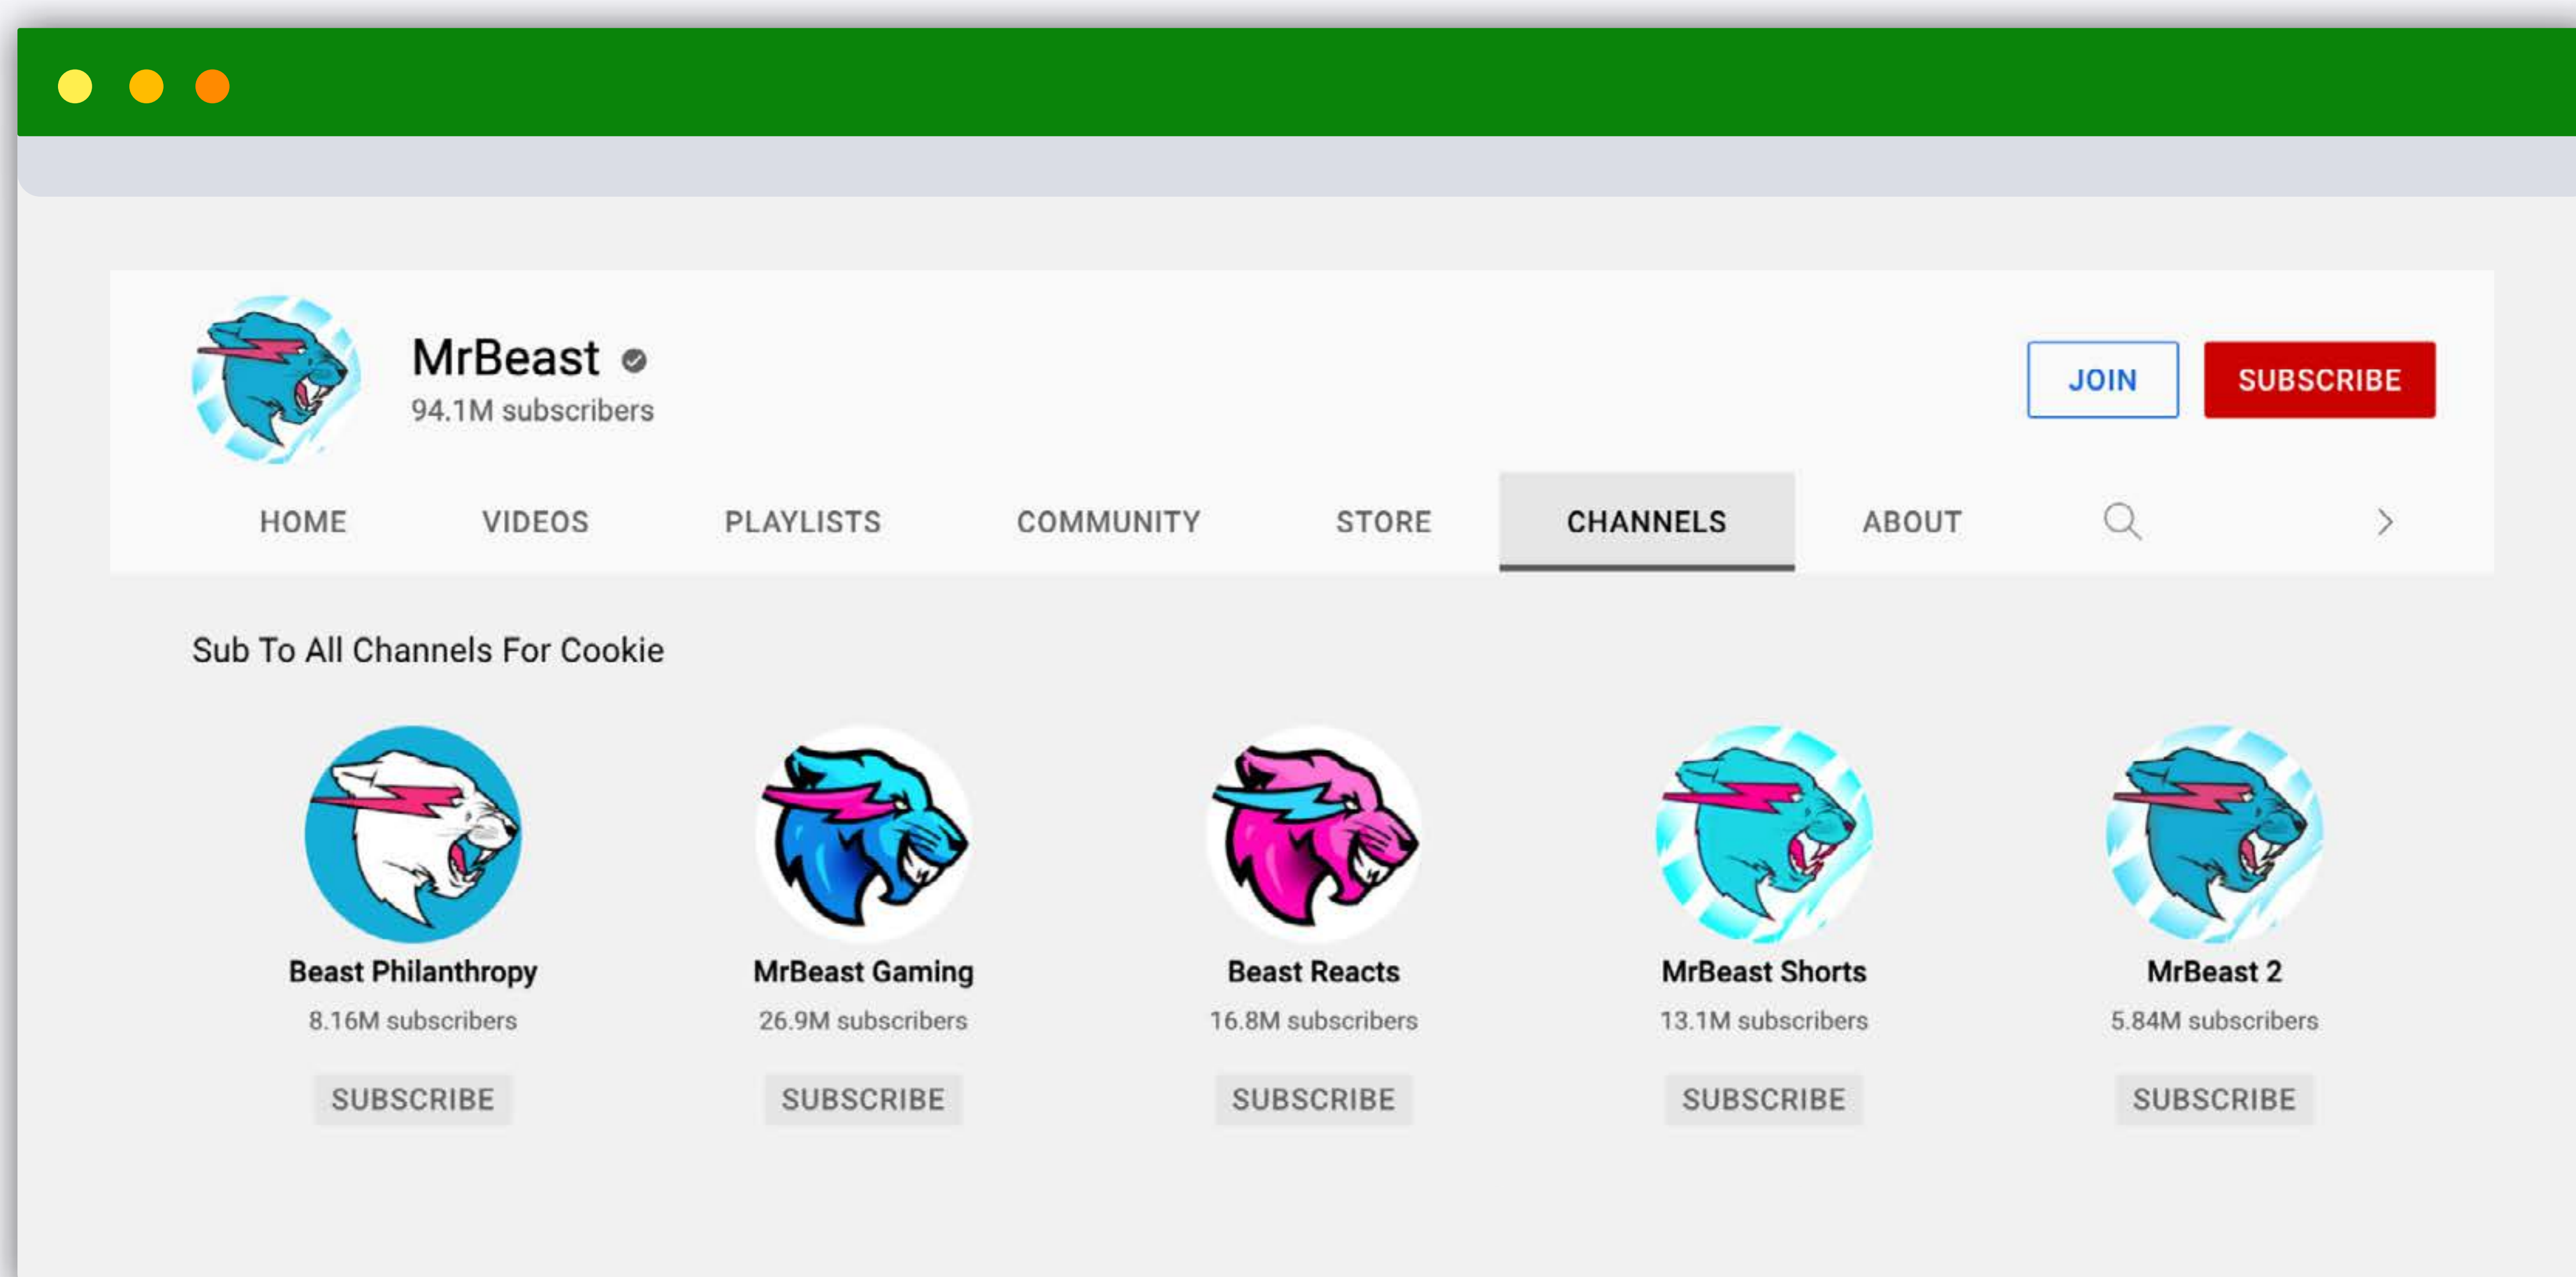 MrBeast
94.1M subscribers
JOIN
SUBSCRIBE
HOME VIDEOS PLAYLISTS COMMUNITY STORE CHANNELS ABOUT
Sub To All Channels For Cookie
Beast Philanthropy
8.16M subscribers
SUBSCRIBE
MrBeast Gaming
26.9M subscribers
SUBSCRIBE
Beast Reacts
16.8M subscribers
SUBSCRIBE
MrBeast Shorts
13.1M subscribers
SUBSCRIBE
MrBeast 2
5.84M subscribers
SUBSCRIBE